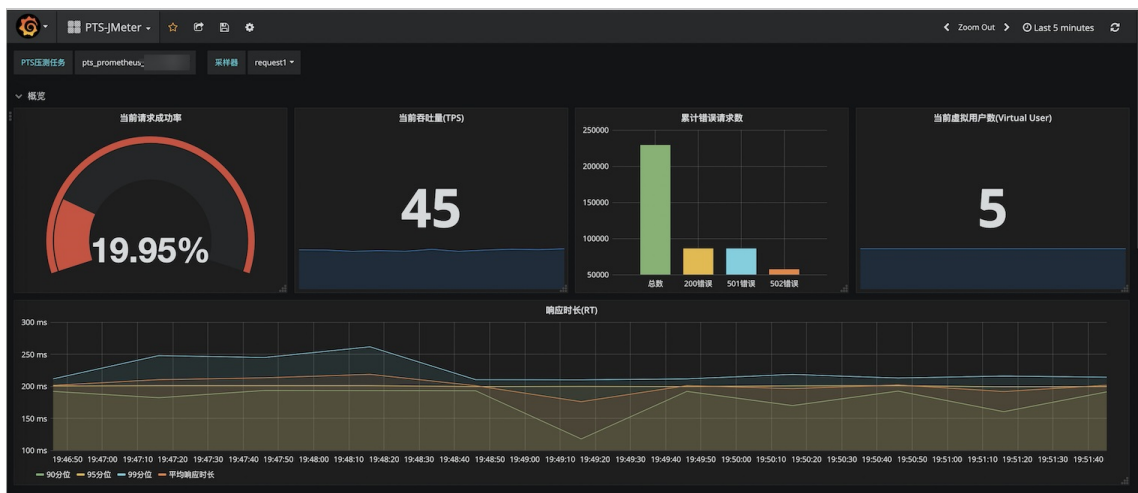 PTS-JMeter
Zoom Out
Last 5 minutes
PTS压测任务 pts_prometheus_
采样器 request1
概览
当前请求成功率
19.95%
当前吞吐量(TPS)
45
累计错误请求数
250000
200000
150000
100000
50000
总数 200错误 501错误 502错误
当前虚拟用户数(Virtual User)
5
响应时长(RT)
300 ms
250 ms
200 ms
150 ms
100 ms
19:46:50 19:47:00 19:47:10 19:47:20 19:47:30 19:47:40 19:47:50 19:48:00 19:48:10 19:48:20 19:48:30 19:48:40 19:48:50 19:49:00 19:49:10 19:49:20 19:49:30 19:49:40 19:49:50 19:50:00 19:50:10 19:50:20 19:50:30 19:50:40 19:50:50 19:51:00 19:51:10 19:51:20 19:51:30 19:51:40
90分位 95分位 99分位 平均响应时长